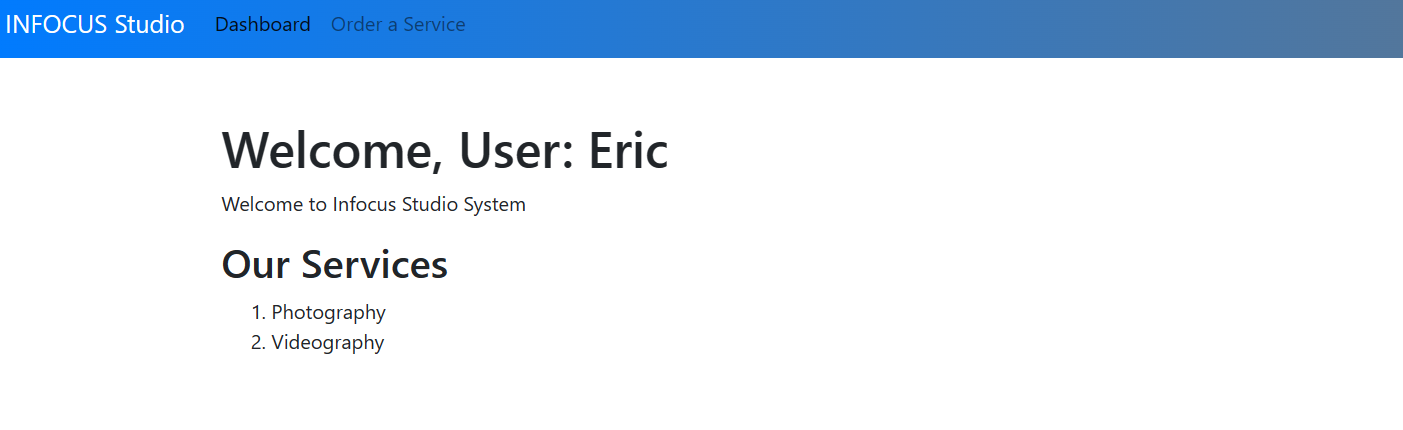 INFOCUS Studio Dashboard Order a Service
Welcome, User: Eric
Welcome to Infocus Studio System
Our Services
1. Photography
2. Videography